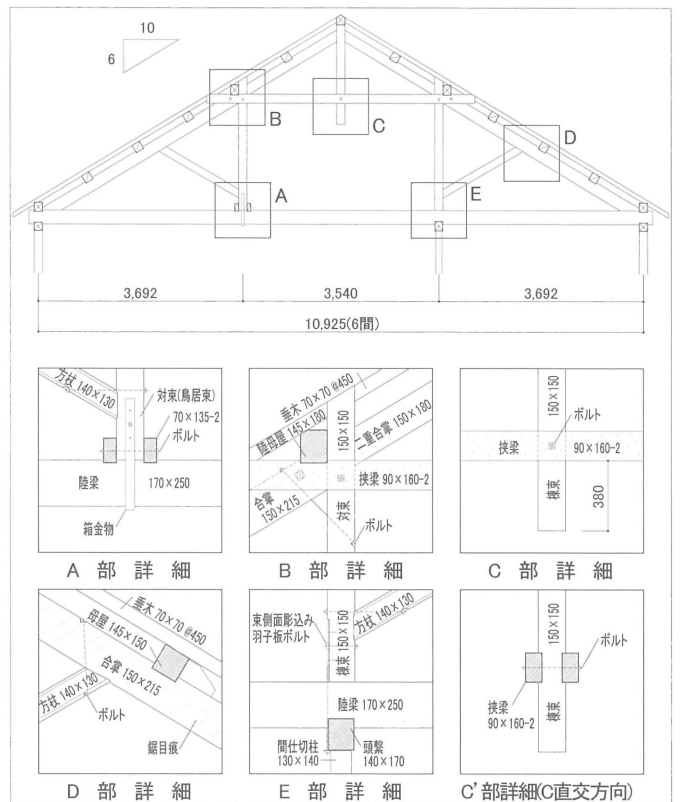 10
6
B
C
D
A
E
3,692
3,540
3,692
10,925(6間)
方杖 140×130
対束(鳥居束)
70×135-2
ボルト
陸梁
170×250
箱金物
A 部 詳 細
垂木 70×70 @450
陸母屋 145×180
150×150
二重合掌 150×180
挟梁 90×160-2
合掌
150×215
対束
ボルト
B 部 詳 細
150×150
ボルト
挟梁
90×160-2
棟束
380
C 部 詳 細
垂木 70×70 @450
母屋 145×150
合掌 150×215
方杖 140×130
ボルト
鋸目痕
D 部 詳 細
束側面彫込み
羽子板ボルト
150×150
棟束
方杖 140×130
陸梁 170×250
間仕切柱
130×140
頭繋
140×170
E 部 詳 細
150×150
ボルト
挟梁
90×160-2
棟束
C'部詳細(C直交方向)